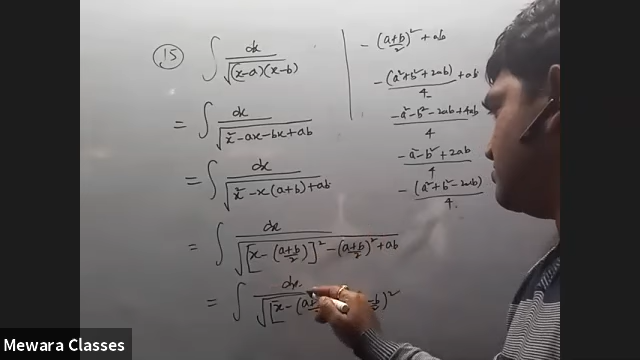 15 ∫ dx / √(x-a)(x-b)
= ∫ dx / √x²-ax-bx+ab
= ∫ dx / √x²-x(a+b)+ab
= ∫ dx / √[x-(a+b/2)]²-(a+b/2)²+ab
= ∫ dx / √[x-(
-(a+b/2)²+ab
-(a²+b²+2ab)/4+ab
-a²-b²-2ab+4ab/4
-a²-b²+2ab/4
-(a²+b²-2ab)/4
Mewara Classes